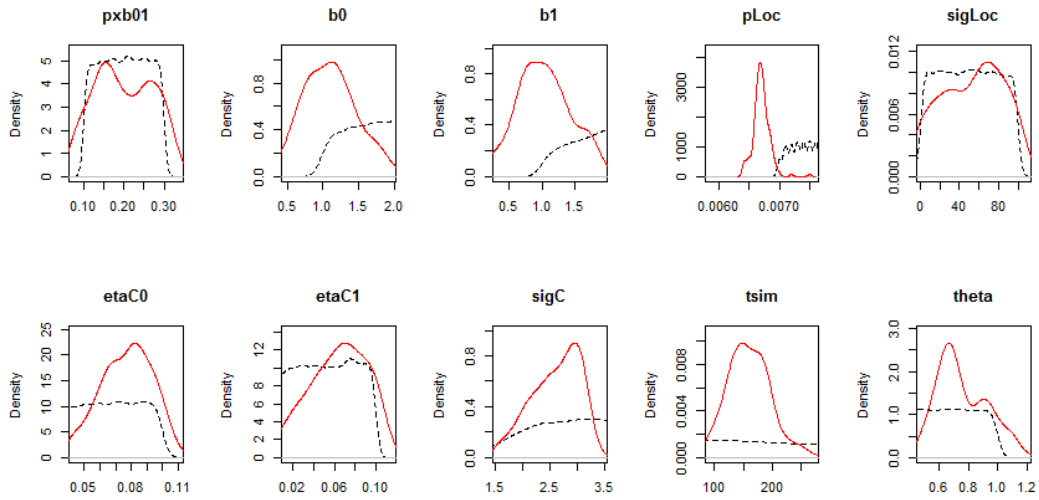 pxb01
b0
b1
pLoc
sigLoc
Density
0 1 2 3 4 5
0.10 0.20 0.30
0.0 0.4 0.8
0.5 1.0 1.5 2.0
Density
0.0 0.4 0.8
0.5 1.0 1.5
Density
0 1000 3000
0.0060 0.0070
Density
0.000 0.006 0.012
0 40 80
Density
etaC0
etaC1
sigC
tsim
theta
Density
0 5 10 15 20 25
0.05 0.08 0.11
Density
0 2 4 6 8 12
0.02 0.06 0.10
Density
0.0 0.4 0.8
1.5 2.5 3.5
Density
0.000 0.004 0.008
100 200
Density
0.0 1.0 2.0 3.0
0.6 0.8 1.0 1.2